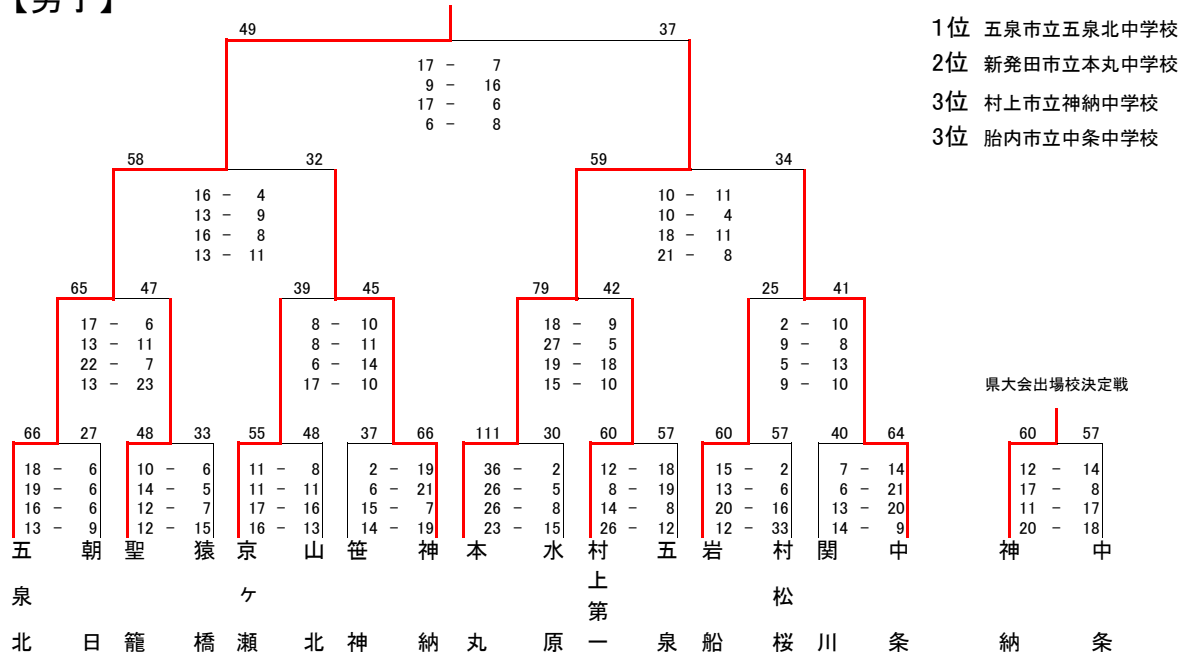 【男子】
49 37
17 - 7
9 - 16
17 - 6
6 - 8
1位 五泉市立五泉北中学校
2位 新発田市立本丸中学校
3位 村上市立神納中学校
3位 胎内市立中条中学校
58 32
16 - 4
13 - 9
16 - 8
13 - 11
59 34
10 - 11
10 - 4
18 - 11
21 - 8
65 47
17 - 6
13 - 11
22 - 7
13 - 23
39 45
8 - 10
8 - 11
6 - 14
17 - 10
79 42
18 - 9
27 - 5
19 - 18
15 - 10
25 41
2 - 10
9 - 8
5 - 13
9 - 10
66 27
18 - 6
19 - 6
16 - 6
13 - 9
五泉北
朝日
48 33
10 - 6
14 - 5
12 - 7
12 - 15
聖籠
猿橋
55 48
11 - 8
11 - 11
17 - 16
16 - 13
京ヶ瀬
山北
37 66
2 - 19
6 - 21
15 - 7
14 - 19
笹神
神納
111 30
36 - 2
26 - 5
26 - 8
23 - 15
本丸
水原
60 57
12 - 18
8 - 19
14 - 8
26 - 12
村上第一
五泉
60 57
15 - 2
13 - 6
20 - 16
12 - 33
岩船
村松桜
40 64
7 - 14
6 - 21
13 - 20
14 - 9
関川
中条
県大会出場校決定戦
60 57
12 - 14
17 - 8
11 - 17
20 - 18
神納
中条